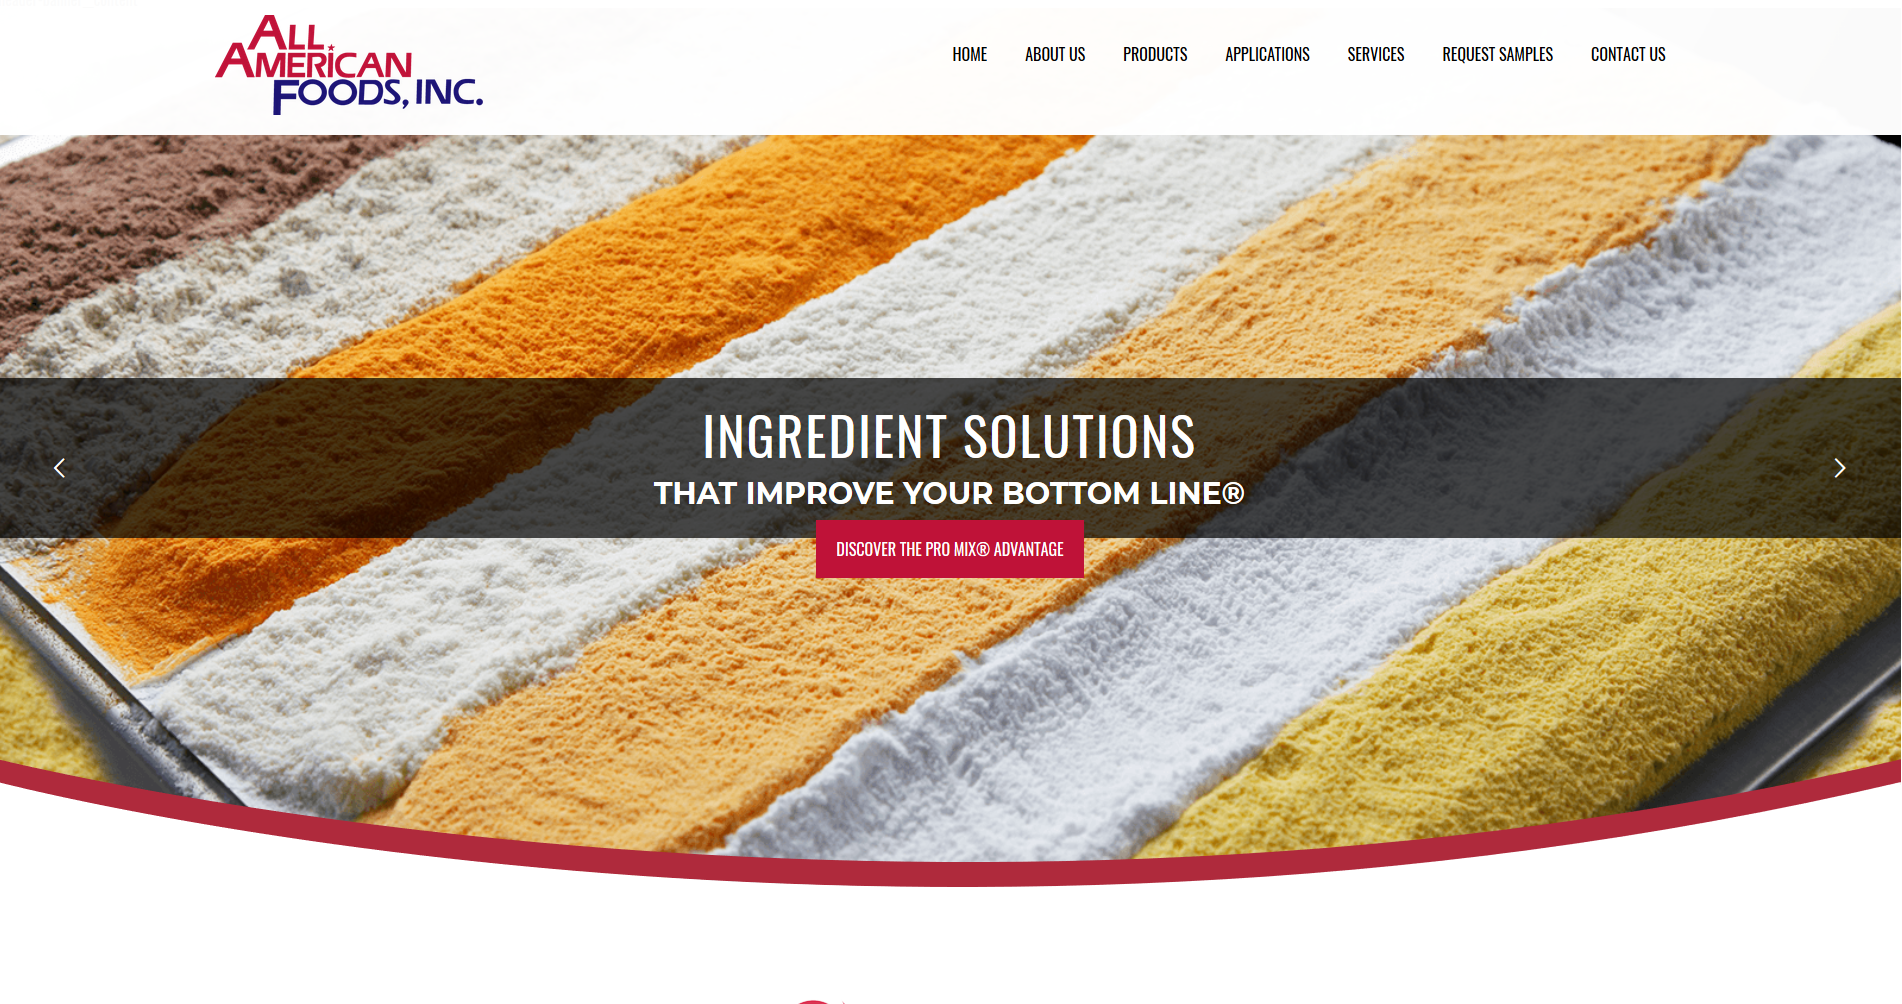 ALL
AMERICAN
FOODS, INC.
HOME
ABOUT US
PRODUCTS
APPLICATIONS
SERVICES
REQUEST SAMPLES
CONTACT US
INGREDIENT SOLUTIONS
THAT IMPROVE YOUR BOTTOM LINE®
DISCOVER THE PRO MIX® ADVANTAGE